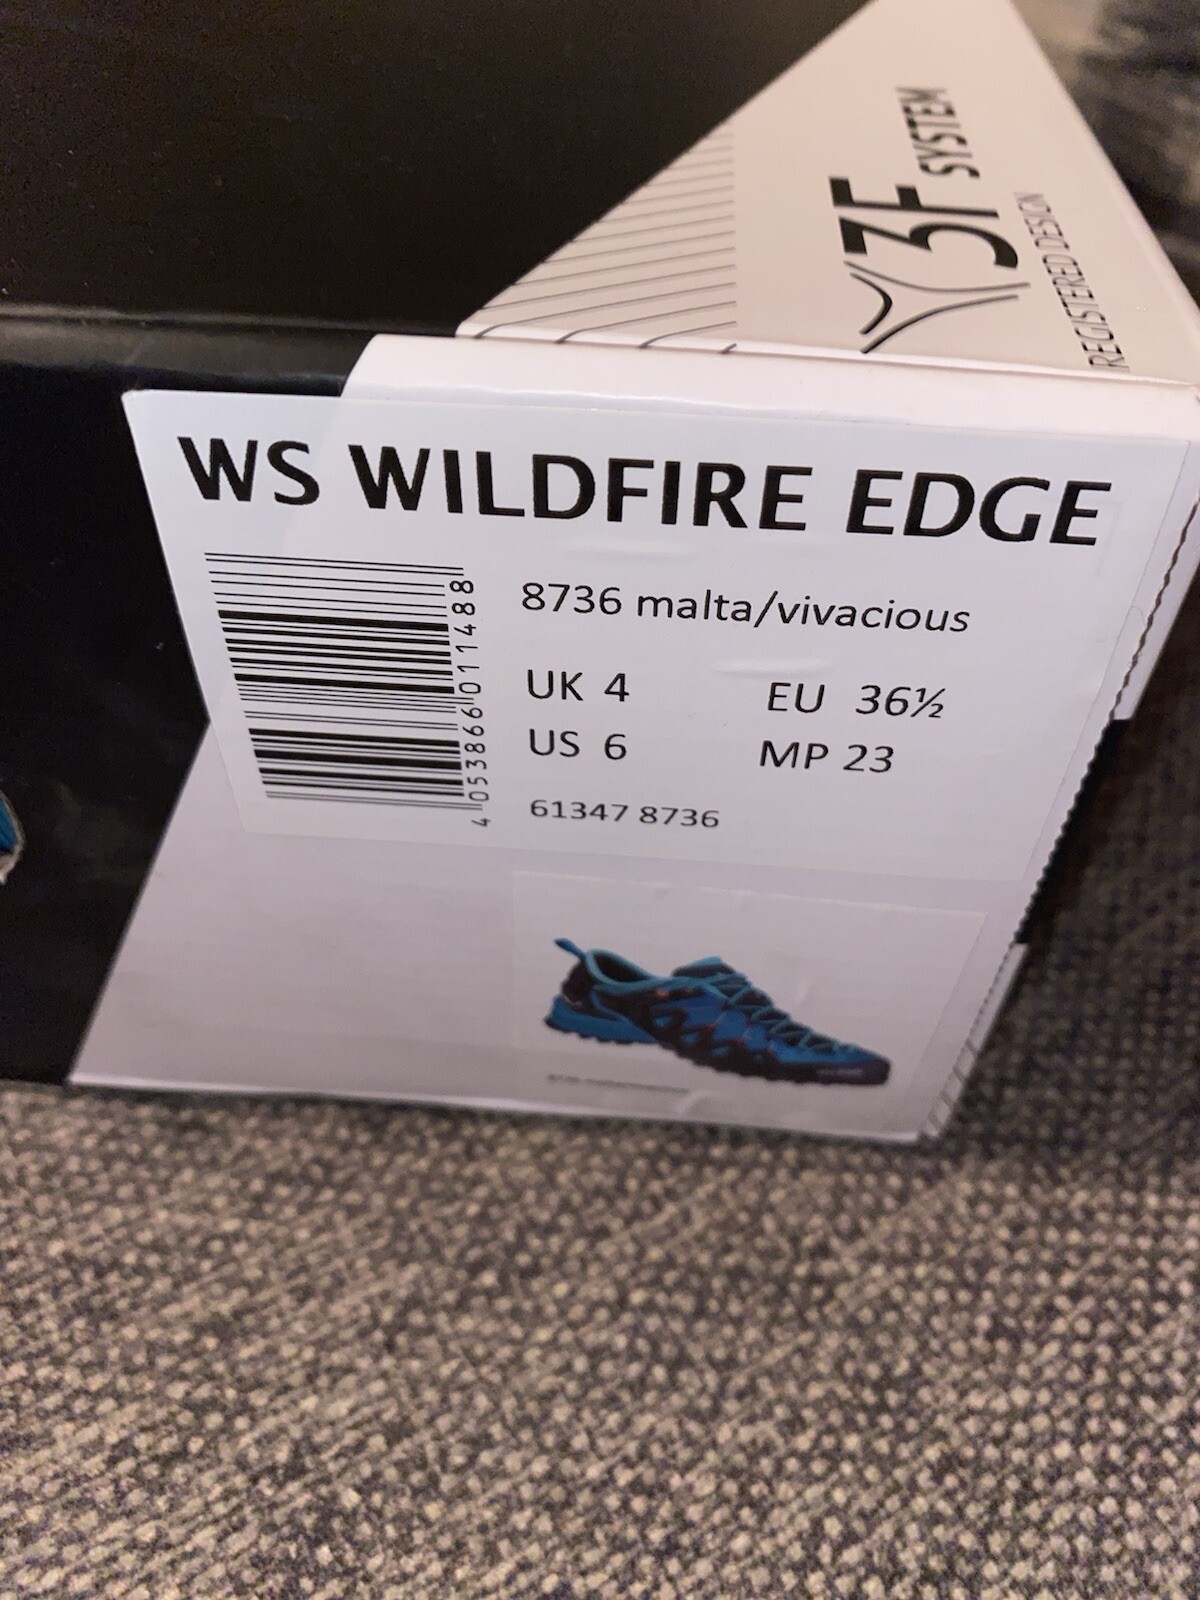 3F SYSTEM
REGISTERED DESIGN
WS WILDFIRE EDGE
8736 malta/vivacious
UK 4 EU 36½
US 6 MP 23
61347 8736
4 053866 011488